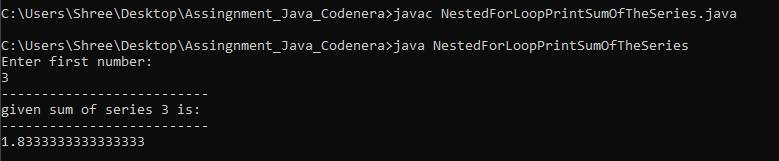 C:\Users\Shree\Desktop\Assingnment_Java_Codenera>javac NestedForLoopPrintSumOfTheSeries.java
C:\Users\Shree\Desktop\Assingnment_Java_Codenera>java NestedForLoopPrintSumOfTheSeries
Enter first number:
3
--------------------------
given sum of series 3 is:
--------------------------
1.8333333333333333